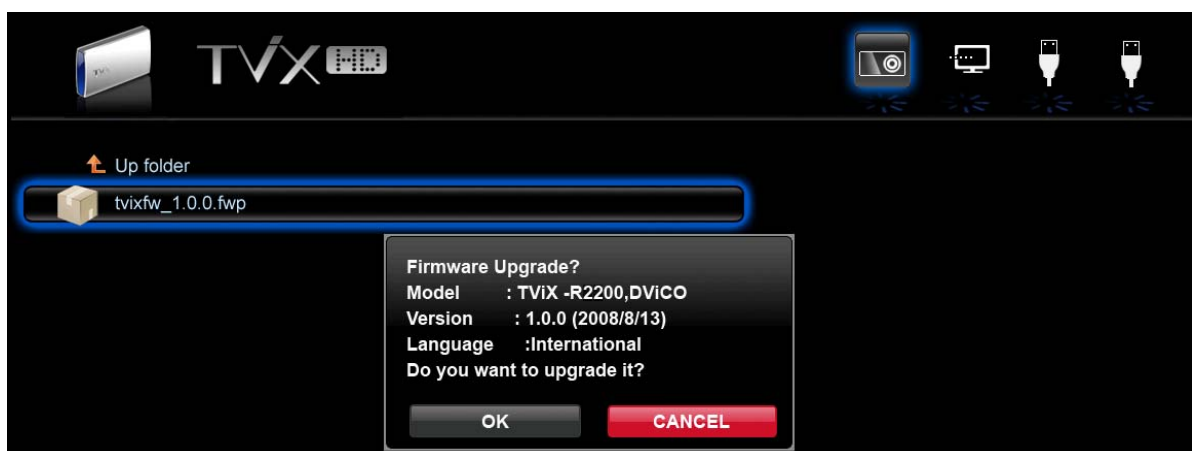 TViX HD
Up folder
tvixfw_1.0.0.fwp
Firmware Upgrade?
Model : TViX -R2200,DViCO
Version : 1.0.0 (2008/8/13)
Language :International
Do you want to upgrade it?
OK CANCEL